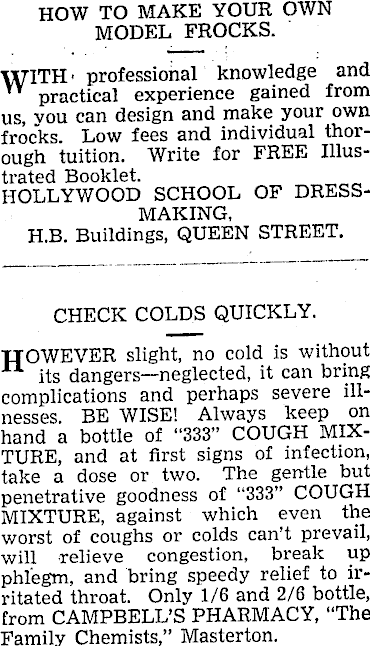 HOW TO MAKE YOUR OWN
MODEL FROCKS.
WITH professional knowledge and
practical experience gained from
us, you can design and make your own
frocks. Low fees and individual thor-
ough tuition. Write for FREE Illus-
trated Booklet.
HOLLYWOOD SCHOOL OF DRESS-
MAKING,
H.B. Buildings, QUEEN STREET.
CHECK COLDS QUICKLY.
HOWEVER slight, no cold is without
its dangers—neglected, it can bring
complications and perhaps severe ill-
nesses. BE WISE! Always keep on
hand a bottle of "333" COUGH MIX-
TURE, and at first signs of infection,
take a dose or two. The gentle but
penetrative goodness of "333" COUGH
MIXTURE, against which even the
worst of coughs or colds can't prevail,
will relieve congestion, break up
phlegm, and bring speedy relief to ir-
ritated throat. Only 1/6 and 2/6 bottle,
from CAMPBELL'S PHARMACY, "The
Family Chemists," Masterton.